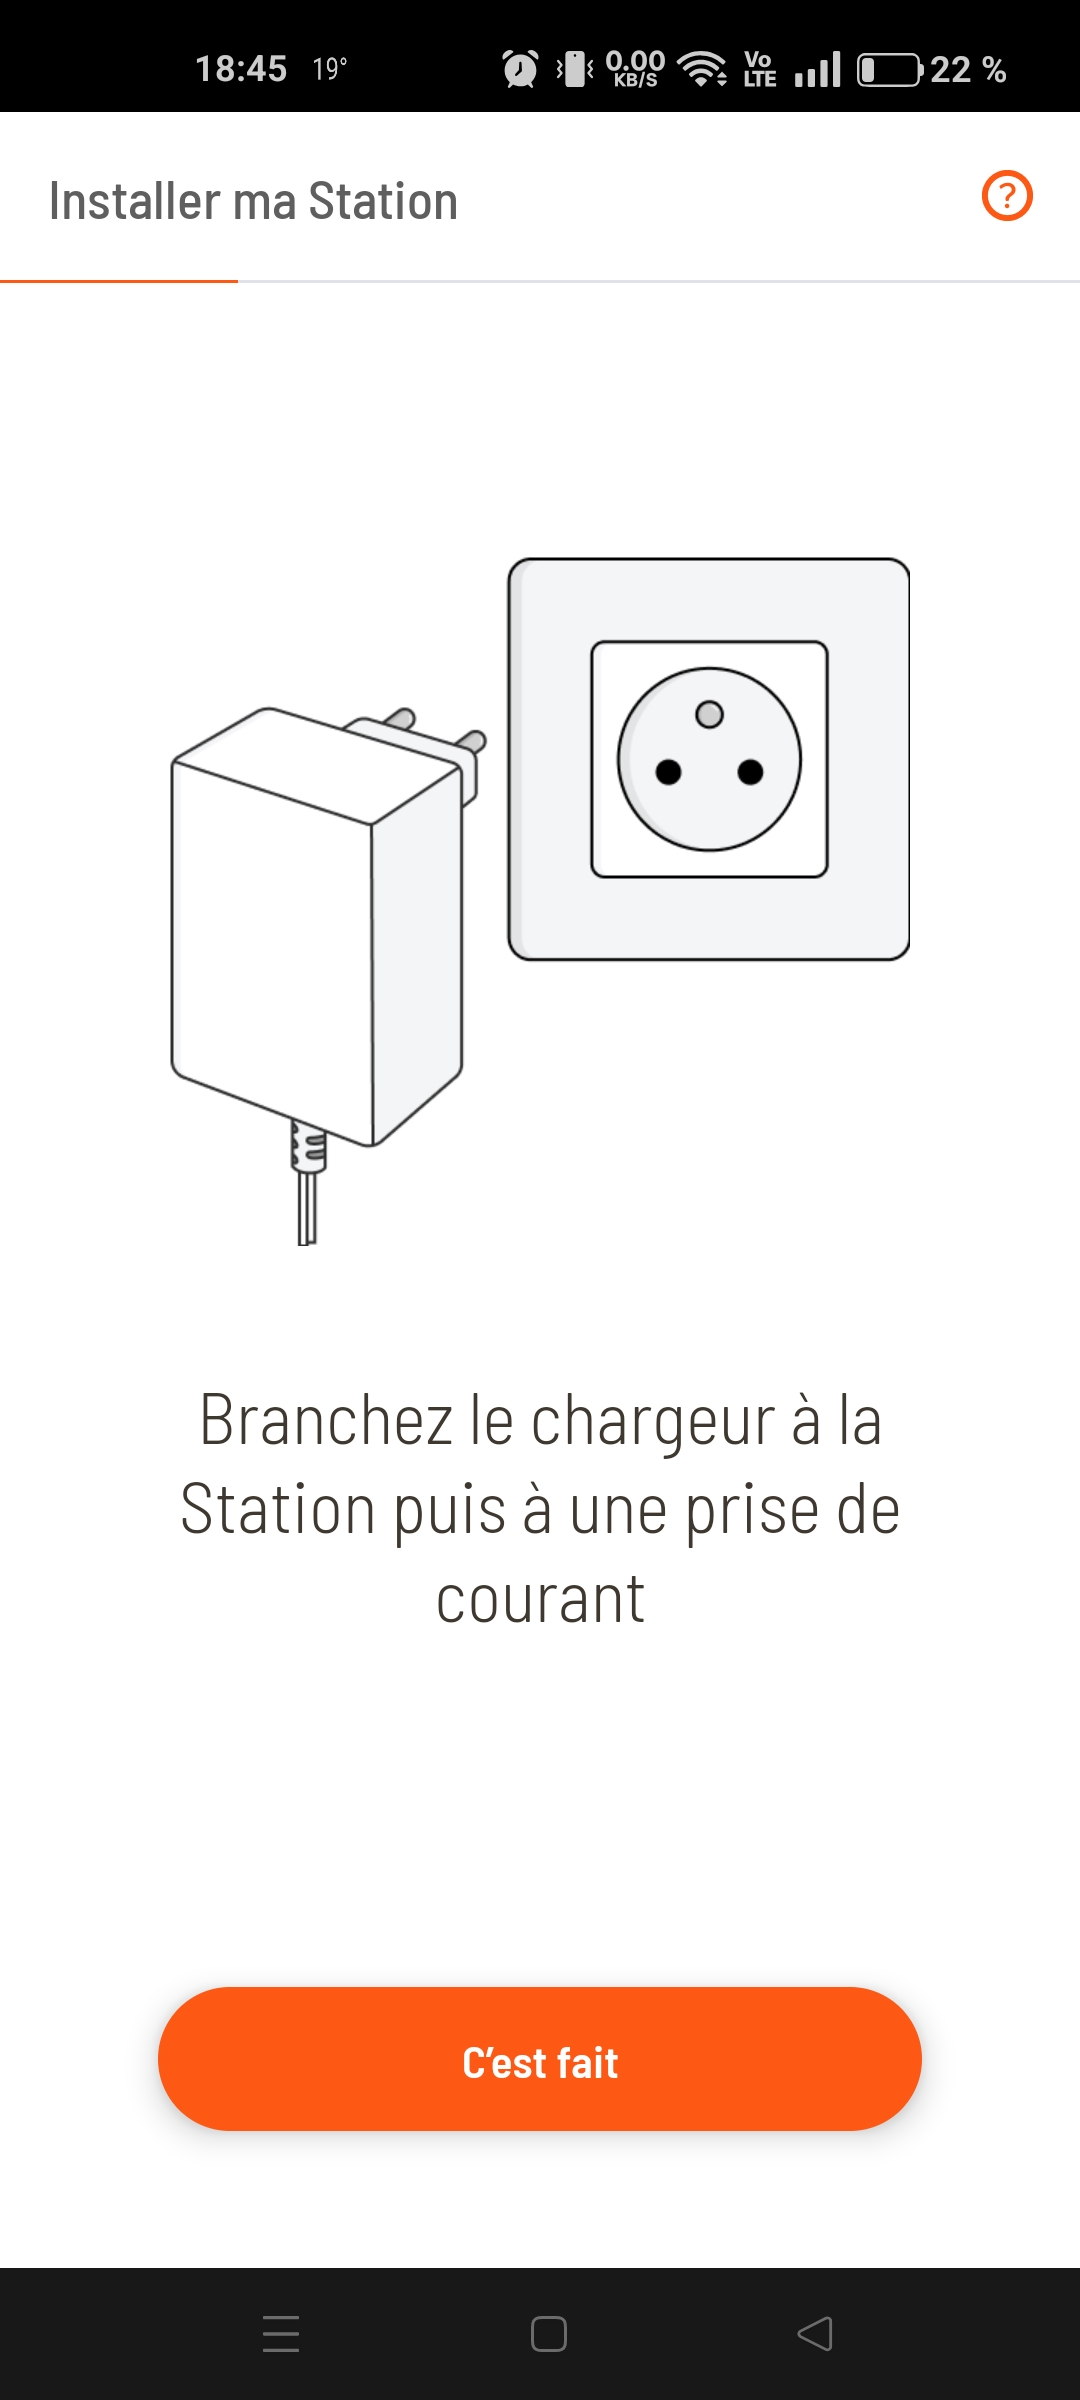 18:45 19° 0.00 KB/S Vo LTE 22 %
Installer ma Station
?
Branchez le chargeur à la
Station puis à une prise de
courant
C’est fait